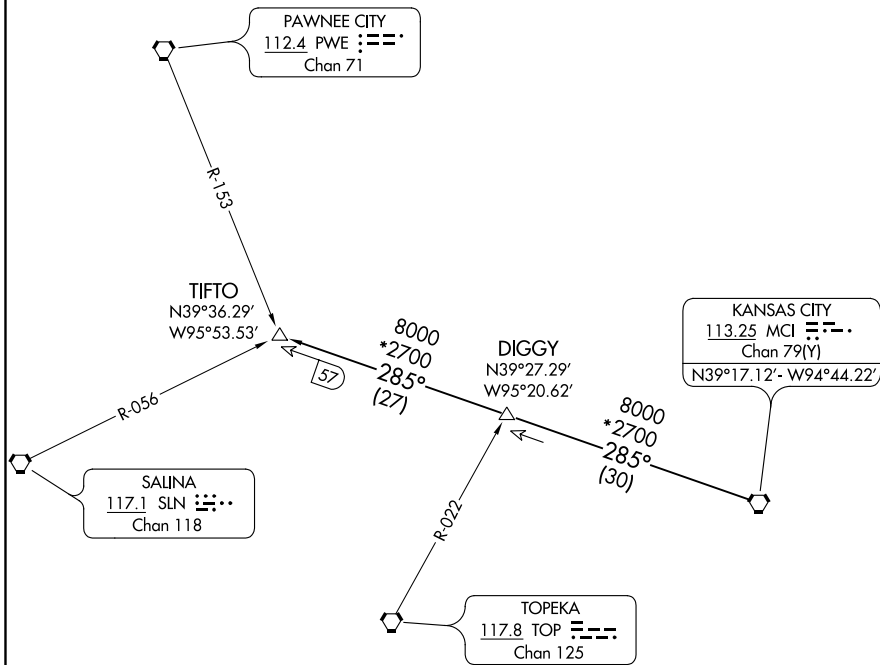 PAWNEE CITY
112.4 PWE
Chan 71
R-153
TIFTO
N39°36.29'
W95°53.53'
8000
*2700
285°
(27)
57
DIGGY
N39°27.29'
W95°20.62'
KANSAS CITY
113.25 MCI
Chan 79(Y)
N39°17.12'- W94°44.22'
8000
*2700
285°
(30)
R-056
SALINA
117.1 SLN
Chan 118
R-022
TOPEKA
117.8 TOP
Chan 125